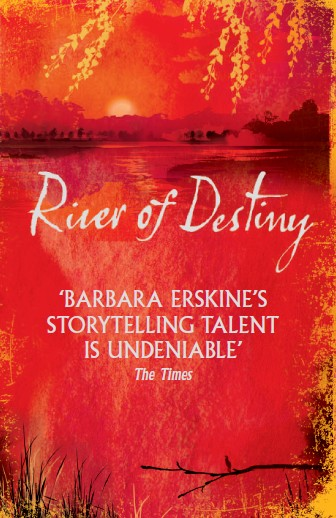 River of Destiny
‘BARBARA ERSKINE’S
STORYTELLING TALENT
IS UNDENIABLE’
The Times